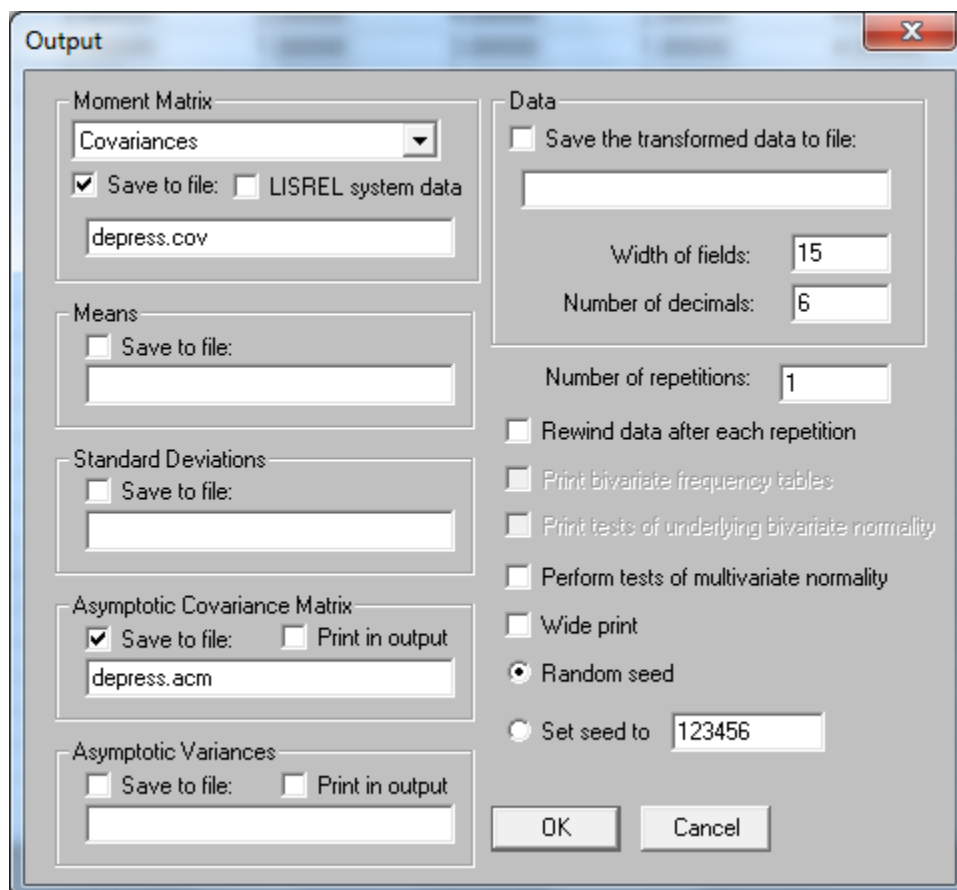 Output
Moment Matrix
Covariances
Save to file:
LISREL system data
depress.cov
Means
Save to file:
Standard Deviations
Save to file:
Asymptotic Covariance Matrix
Save to file:
Print in output
depress.acm
Asymptotic Variances
Save to file:
Print in output
Data
Save the transformed data to file:
Width of fields:
15
Number of decimals:
6
Number of repetitions:
1
Rewind data after each repetition
Print bivariate frequency tables
Print tests of underlying bivariate normality
Perform tests of multivariate normality
Wide print
Random seed
Set seed to
123456
OK
Cancel